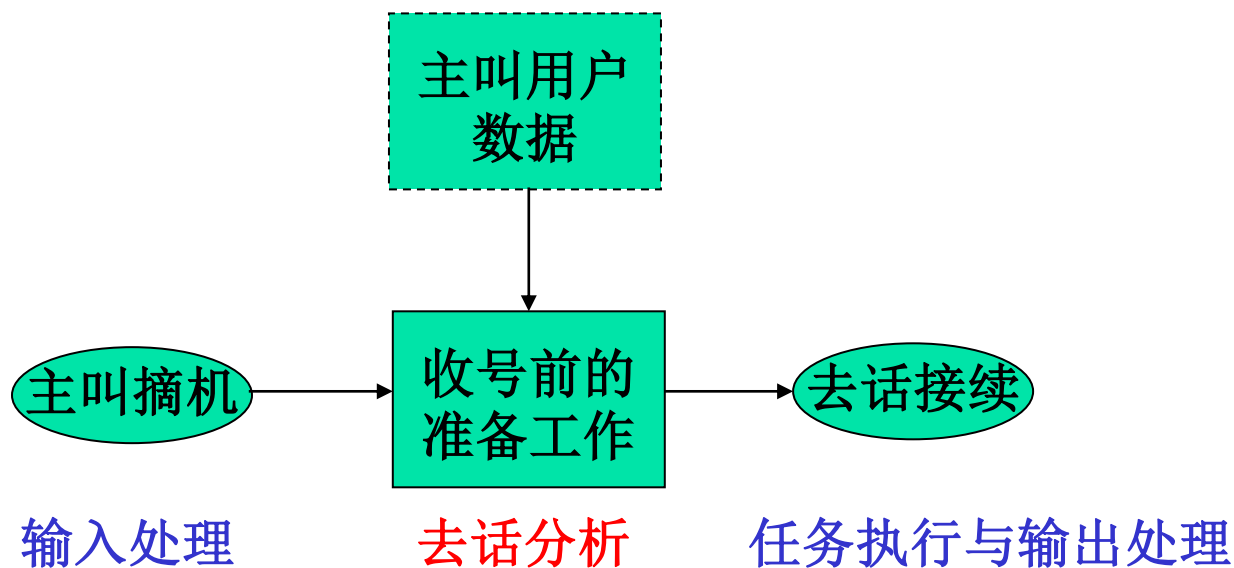 主叫用户
数据
主叫摘机
收号前的
准备工作
去话接续
输入处理
去话分析
任务执行与输出处理